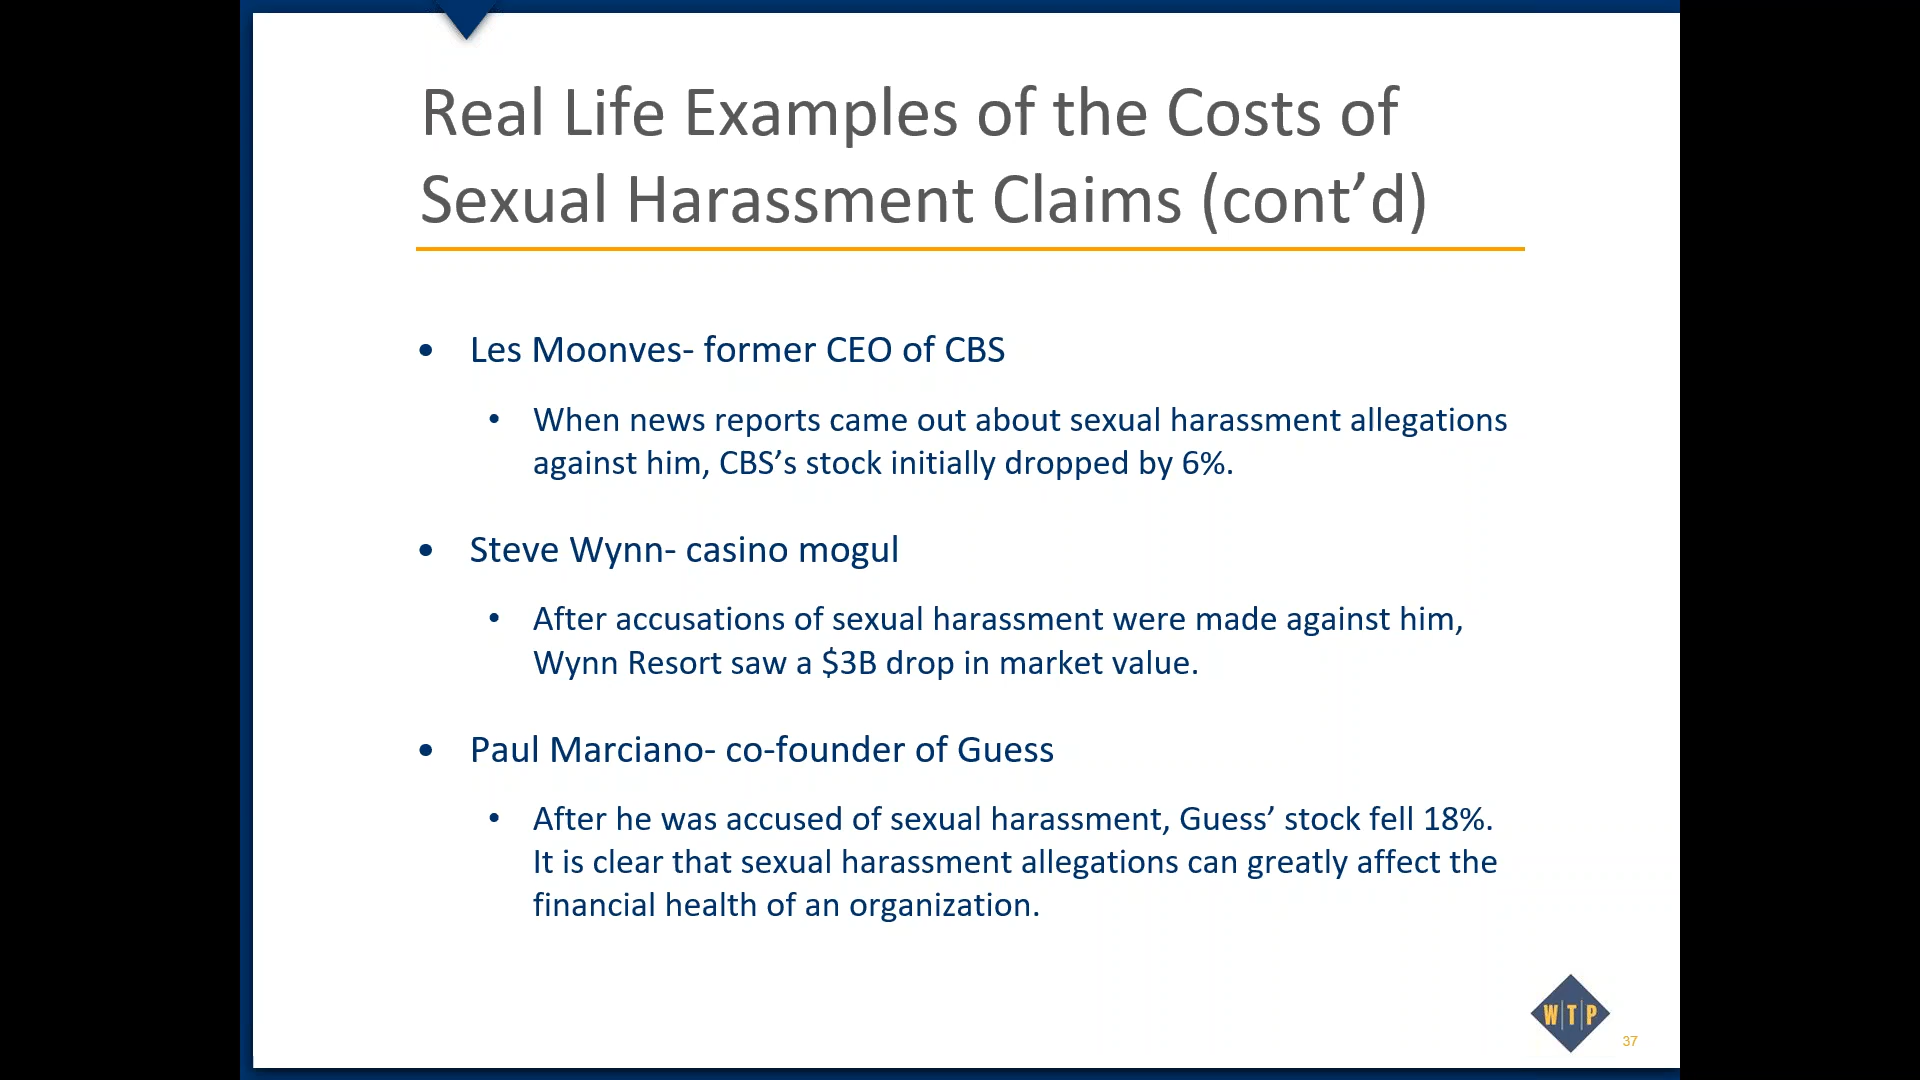 Real Life Examples of the Costs of
Sexual Harassment Claims (cont’d)
• Les Moonves- former CEO of CBS
• When news reports came out about sexual harassment allegations
against him, CBS’s stock initially dropped by 6%.
• Steve Wynn- casino mogul
• After accusations of sexual harassment were made against him,
Wynn Resort saw a $3B drop in market value.
• Paul Marciano- co-founder of Guess
• After he was accused of sexual harassment, Guess’ stock fell 18%.
It is clear that sexual harassment allegations can greatly affect the
financial health of an organization.
W|T|P
37